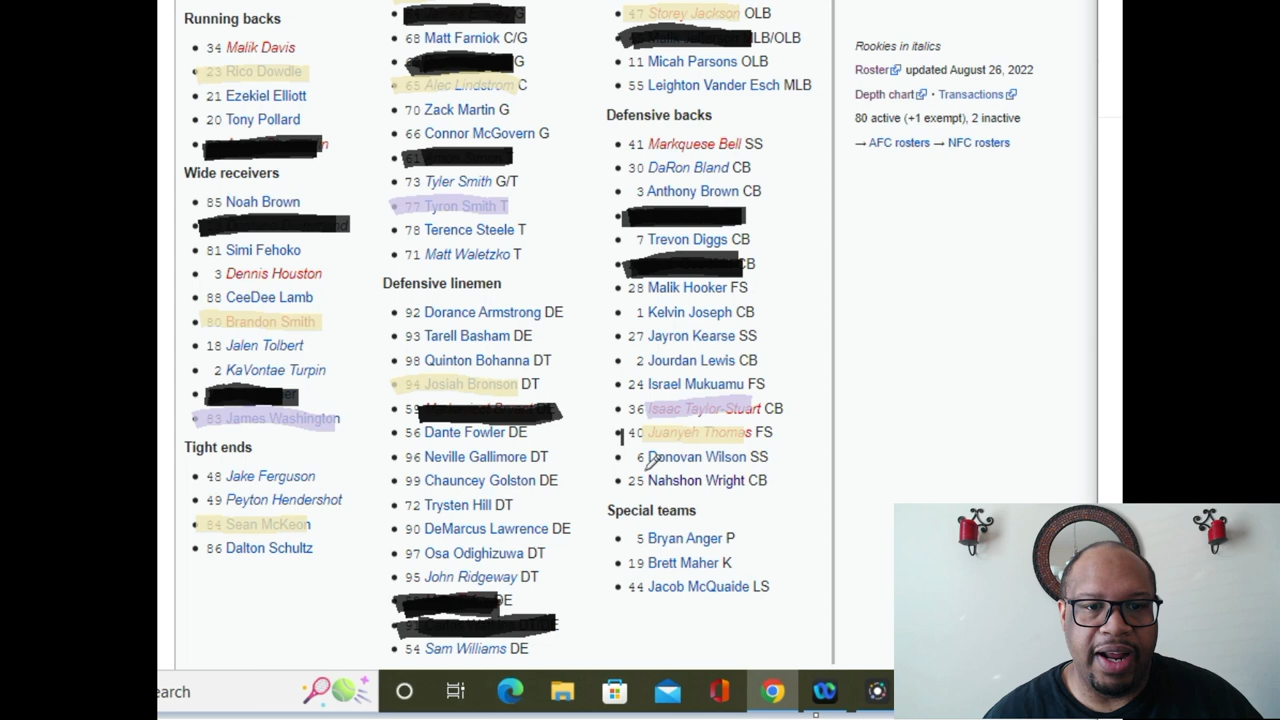 Running backs
34 Malik Davis
23 Rico Dowdle
21 Ezekiel Elliott
20 Tony Pollard
Wide receivers
85 Noah Brown
81 Simi Fehoko
3 Dennis Houston
88 CeeDee Lamb
80 Brandon Smith
18 Jalen Tolbert
2 KaVontae Turpin
83 James Washington
Tight ends
48 Jake Ferguson
49 Peyton Hendershot
84 Sean McKeon
86 Dalton Schultz
G
68 Matt Farniok C/G
G
65 Alec Lindstrom C
70 Zack Martin G
66 Connor McGovern G
61
73 Tyler Smith G/T
77 Tyron Smith T
78 Terence Steele T
71 Matt Waletzko T
Defensive linemen
92 Dorance Armstrong DE
93 Tarell Basham DE
98 Quinton Bohanna DT
94 Josiah Bronson DT
59
56 Dante Fowler DE
96 Neville Gallimore DT
99 Chauncey Golston DE
72 Trysten Hill DT
90 DeMarcus Lawrence DE
97 Osa Odighizuwa DT
95 John Ridgeway DT
DE
54 Sam Williams DE
47 Storey Jackson OLB
MLB/OLB
11 Micah Parsons OLB
55 Leighton Vander Esch MLB
Defensive backs
41 Markquese Bell SS
30 DaRon Bland CB
3 Anthony Brown CB
7 Trevon Diggs CB
CB
28 Malik Hooker FS
1 Kelvin Joseph CB
27 Jayron Kearse SS
2 Jourdan Lewis CB
24 Israel Mukuamu FS
36 Isaac Taylor-Stuart CB
40 Juanyeh Thomas FS
6 Donovan Wilson SS
25 Nahshon Wright CB
Special teams
5 Bryan Anger P
19 Brett Maher K
44 Jacob McQuaide LS
Rookies in italics
Roster updated August 26, 2022
Depth chart • Transactions
80 active (+1 exempt), 2 inactive
→ AFC rosters → NFC rosters
earch